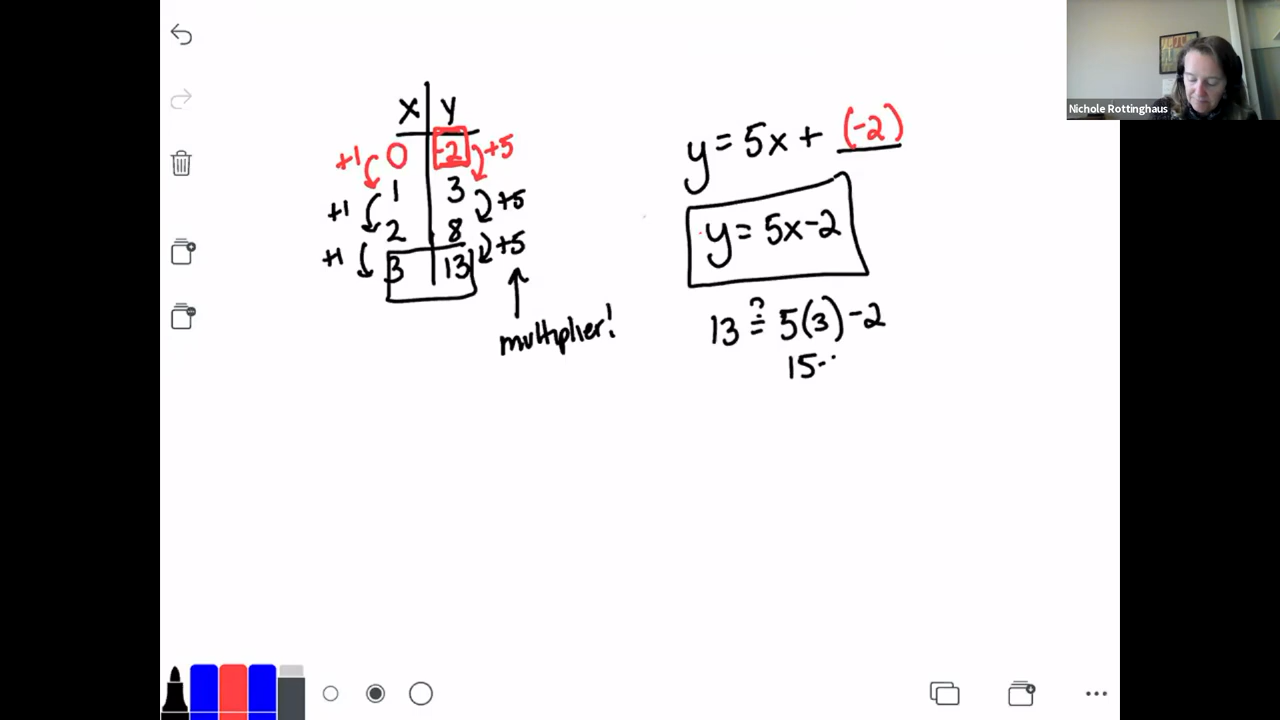 Nichole Rottinghaus
X Y
+1 0 -2 +5
+1 1 3 +5
+1 2 8 +5
3 13
multiplier!
y = 5x + (-2)
y = 5x-2
13 ≟ 5(3) -2
15-